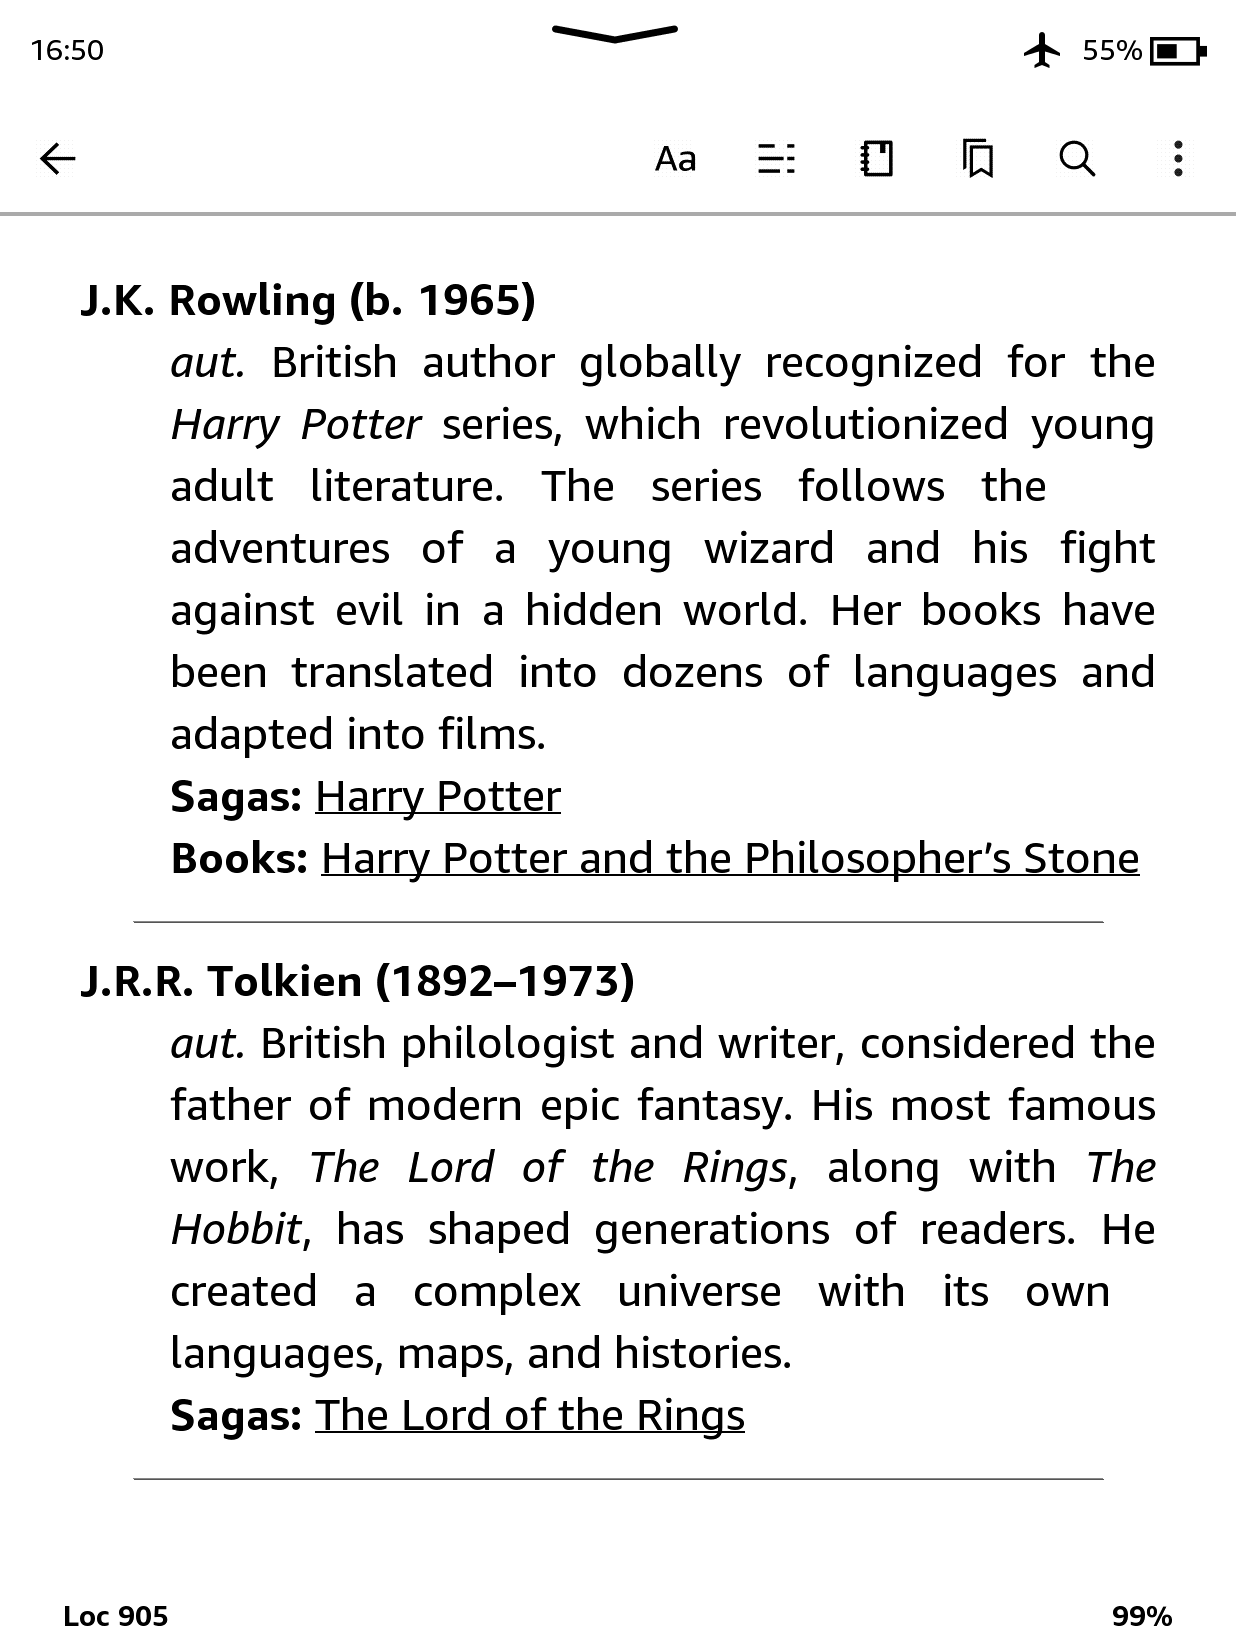 16:50
55%
Aa
J.K. Rowling (b. 1965)
aut. British author globally recognized for the
Harry Potter series, which revolutionized young
adult literature. The series follows the
adventures of a young wizard and his fight
against evil in a hidden world. Her books have
been translated into dozens of languages and
adapted into films.
Sagas: Harry Potter
Books: Harry Potter and the Philosopher’s Stone
J.R.R. Tolkien (1892–1973)
aut. British philologist and writer, considered the
father of modern epic fantasy. His most famous
work, The Lord of the Rings, along with The
Hobbit, has shaped generations of readers. He
created a complex universe with its own
languages, maps, and histories.
Sagas: The Lord of the Rings
Loc 905
99%